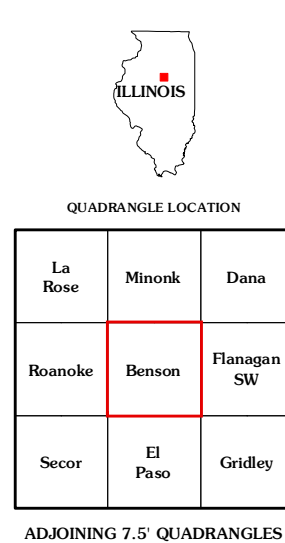 ILLINOIS
QUADRANGLE LOCATION
La
Rose
Minonk
Dana
Roanoke
Benson
Flanagan
SW
Secor
El
Paso
Gridley
ADJOINING 7.5' QUADRANGLES